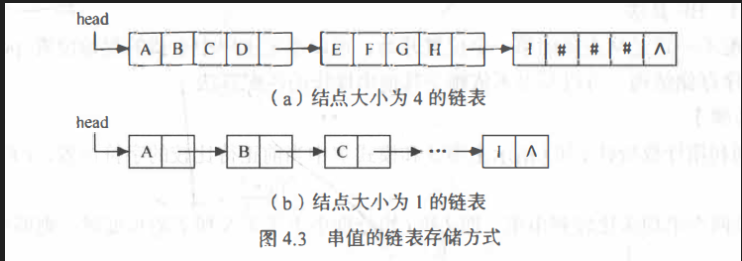 head
A B C D E F G H I # # # Λ
(a)结点大小为 4 的链表
head
A B C … I Λ
(b)结点大小为 1 的链表
图 4.3 串值的链表存储方式